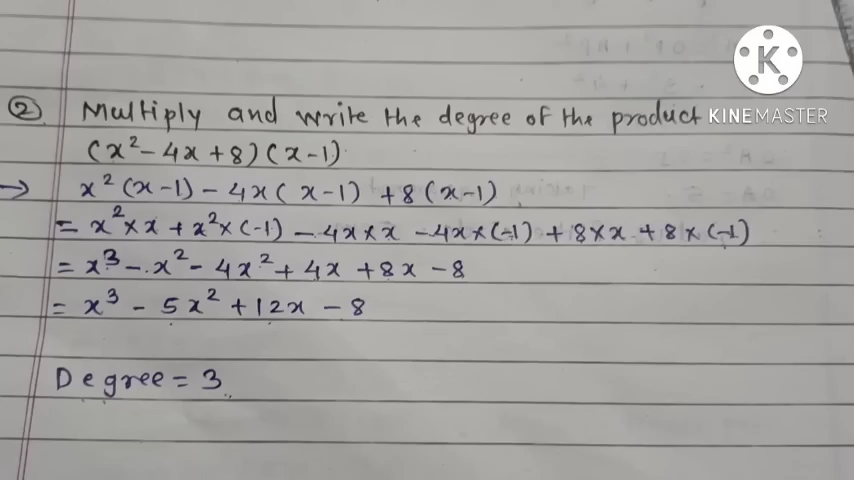 ② Multiply and write the degree of the product
(x² - 4x + 8) (x - 1)
→ x² (x - 1) - 4x ( x - 1) + 8 (x - 1)
= x² × x + x² × (-1) - 4x × x - 4x × (-1) + 8 × x + 8 × (-1)
= x³ - x² - 4x² + 4x + 8x - 8
= x³ - 5x² + 12x - 8
Degree = 3
K
KINEMASTER